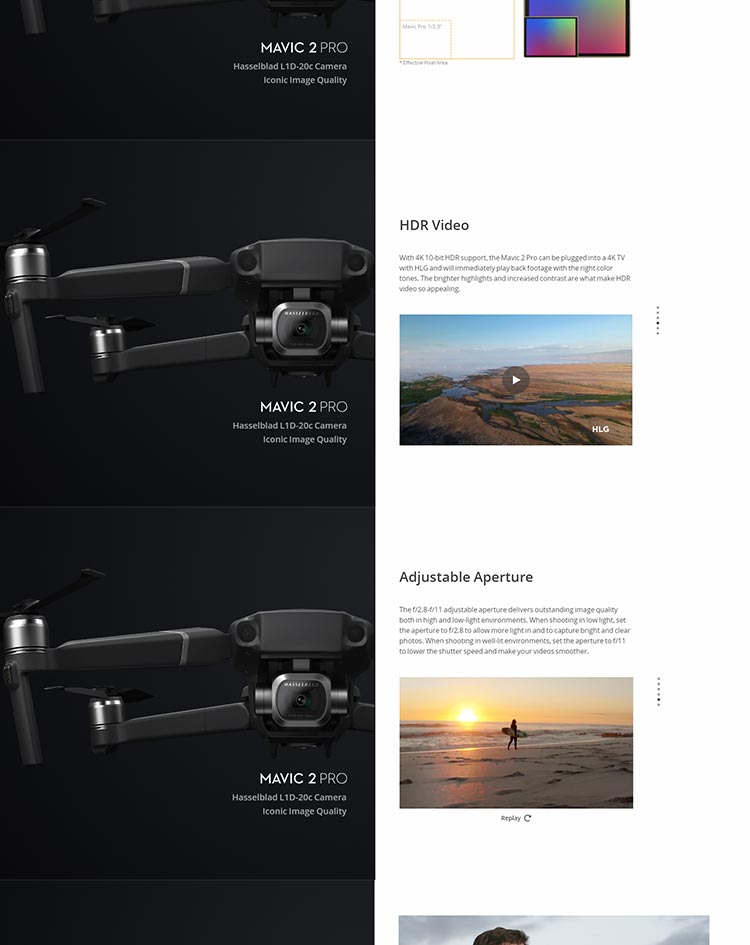 MAVIC 2 PRO
Hasselblad L1D-20c Camera
Iconic Image Quality
Mavic Pro 1/2.3"
* Effective Pixel Area
HASSELBLAD
MAVIC 2 PRO
Hasselblad L1D-20c Camera
Iconic Image Quality
HDR Video
With 4K 10-bit HDR support, the Mavic 2 Pro can be plugged into a 4K TV
with HLG and will immediately play back footage with the right color
tones. The brighter highlights and increased contrast are what make HDR
video so appealing.
HLG
HASSELBLAD
MAVIC 2 PRO
Hasselblad L1D-20c Camera
Iconic Image Quality
Adjustable Aperture
The f/2.8-f/11 adjustable aperture delivers outstanding image quality
both in high and low-light environments. When shooting in low light, set
the aperture to f/2.8 to allow more light in and to capture bright and clear
photos. When shooting in well-lit environments, set the aperture to f/11
to lower the shutter speed and make your videos smoother.
Replay